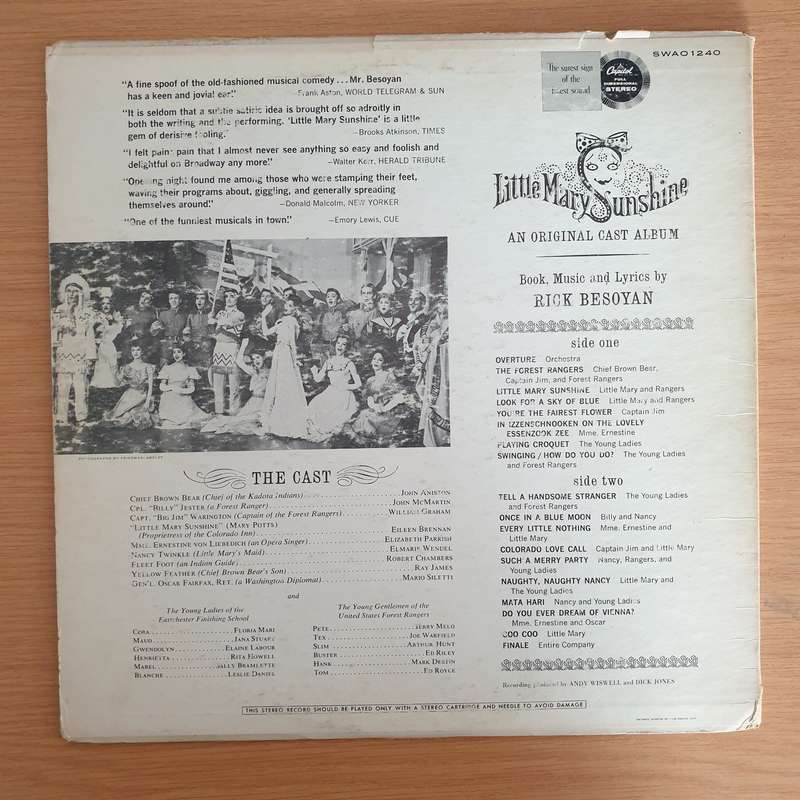 SWAO1240
The surest sign
of the
finest sound
Capitol
FULL
DIMENSIONAL
STEREO
"A fine spoof of the old-fashioned musical comedy... Mr. Besoyan
has a keen and jovial ear."
—Frank Aston, WORLD TELEGRAM & SUN
"It is seldom that a subtle satiric idea is brought off so adroitly in
both the writing and the performing. 'Little Mary Sunshine' is a little
gem of derisive fooling."
—Brooks Atkinson, TIMES
"I felt pain: pain that I almost never see anything so easy and foolish and
delightful on Broadway any more."
—Walter Kerr, HERALD TRIBUNE
"Opening night found me among those who were stamping their feet,
waving their programs about, giggling, and generally spreading
themselves around."
—Donald Malcolm, NEW YORKER
"One of the funniest musicals in town."
—Emory Lewis, CUE
Little Mary Sunshine
AN ORIGINAL CAST ALBUM
Book, Music and Lyrics by
RICK BESOYAN
side one
OVERTURE Orchestra
THE FOREST RANGERS Chief Brown Bear,
Captain Jim, and Forest Rangers
LITTLE MARY SUNSHINE Little Mary and Rangers
LOOK FOR A SKY OF BLUE Little Mary and Rangers
YOU'RE THE FAIREST FLOWER Captain Jim
IN IZZENSCHNOOKEN ON THE LOVELY
ESSENZOOK ZEE Mme. Ernestine
PLAYING CROQUET The Young Ladies
SWINGING / HOW DO YOU DO? The Young Ladies
and Forest Rangers
side two
TELL A HANDSOME STRANGER The Young Ladies
and Forest Rangers
ONCE IN A BLUE MOON Billy and Nancy
EVERY LITTLE NOTHING Mme. Ernestine and
Little Mary
COLORADO LOVE CALL Captain Jim and Little Mary
SUCH A MERRY PARTY Nancy, Rangers, and
Young Ladies
NAUGHTY, NAUGHTY NANCY Little Mary and
The Young Ladies
MATA HARI Nancy and Young Ladies
DO YOU EVER DREAM OF VIENNA?
Mme. Ernestine and Oscar
COO COO Little Mary
FINALE Entire Company
Recording produced by ANDY WISWELL and DICK JONES
THE CAST
CHIEF BROWN BEAR (Chief of the Kadota Indians) JOHN ANISTON
CPL. "BILLY" JESTER (a Forest Ranger) JOHN MCMARTIN
CAPT. "BIG JIM" WARINGTON (Captain of the Forest Rangers) WILLIAM GRAHAM
"LITTLE MARY SUNSHINE" (MARY POTTS)
(Proprietress of the Colorado Inn) EILEEN BRENNAN
MME. ERNESTINE VON LIEBEDICH (an Opera Singer) ELIZABETH PARRISH
NANCY TWINKLE (Little Mary's Maid) ELMARIE WENDEL
FLEET FOOT (an Indian Guide) ROBERT CHAMBERS
YELLOW FEATHER (Chief Brown Bear's Son) RAY JAMES
GEN'L. OSCAR FAIRFAX, RET. (a Washington Diplomat) MARIO SILETTI
and
The Young Ladies of the
Eastchester Finishing School
CORA FLORIA MARI
MAUD JANA STUART
GWENDOLYN ELAINE LABOUR
HENRIETTA RITA HOWELL
MABEL SALLY BRAMLETTE
BLANCHE LESLIE DANIEL
The Young Gentlemen of the
United States Forest Rangers
PETE JERRY MELO
TEX JOE WARFIELD
SLIM ARTHUR HUNT
BUSTER ED RILEY
HANK MARK DESTIN
TOM ED ROYCE
THIS STEREO RECORD SHOULD BE PLAYED ONLY WITH A STEREO CARTRIDGE AND NEEDLE TO AVOID DAMAGE